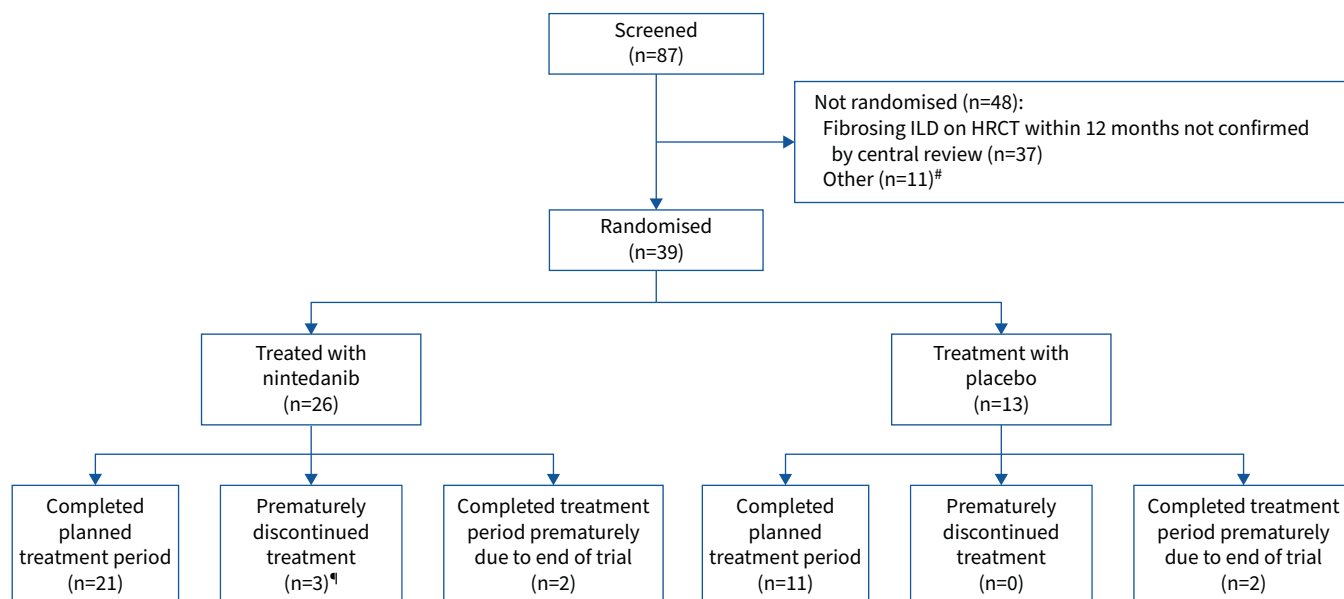 Screened
(n=87)
Not randomised (n=48):
Fibrosing ILD on HRCT within 12 months not confirmed
by central review (n=37)
Other (n=11)#
Randomised
(n=39)
Treated with
nintedanib
(n=26)
Treatment with
placebo
(n=13)
Completed
planned
treatment period
(n=21)
Prematurely
discontinued
treatment
(n=3)¶
Completed treatment
period prematurely
due to end of trial
(n=2)
Completed
planned
treatment period
(n=11)
Prematurely
discontinued
treatment
(n=0)
Completed treatment
period prematurely
due to end of trial
(n=2)